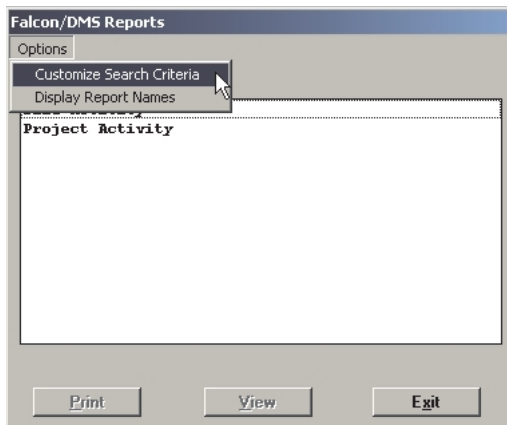 Falcon/DMS Reports
Options
Customize Search Criteria
Display Report Names
Project Activity
Print
View
Exit